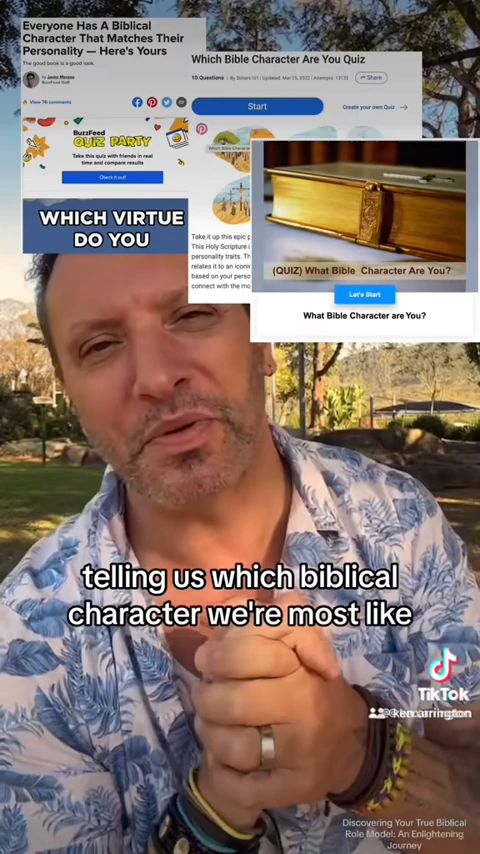 Everyone Has A Biblical
Character That Matches Their
Personality — Here's Yours
The good book is a good look.
by Javier Moreno
BuzzFeed Staff
View 76 comments
BuzzFeed
QUIZ PARTY
Take this quiz with friends in real
time and compare results
Check it out!
WHICH VIRTUE
DO YOU
Which Bible Character Are You Quiz
10 Questions
Share
Start
Create your own Quiz
Take it up this epic
This Holy Scripture
personality traits. Th
relates it to an iconi
based on your perso
connect with the mo
(QUIZ) What Bible Character Are You?
Let's Start
What Bible Character are You?
telling us which biblical
character we're most like
TikTok
Discovering Your True Biblical
Role Model: An Enlightening
Journey